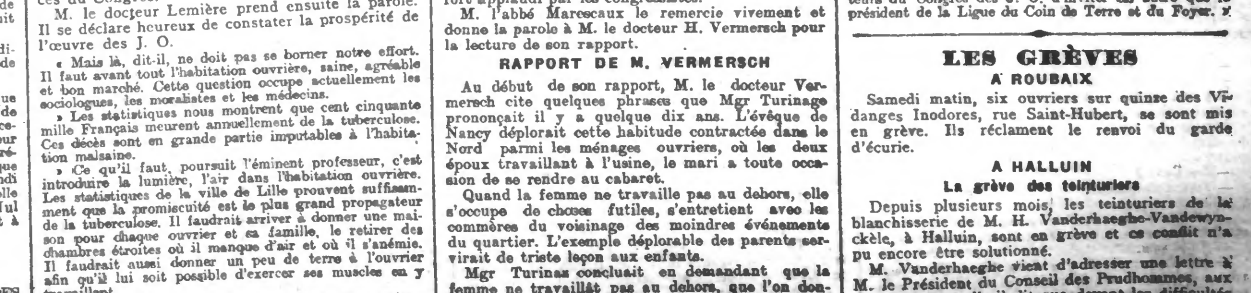 M. le docteur Lemière prend ensuite la parole.
Il se déclare heureux de constater la prospérité de
l'œuvre des J. O.
« Mais là, dit-il, ne doit pas se borner notre effort.
Il faut avant tout l'habitation ouvrière, saine, agréable
et bon marché. Cette question occupe actuellement les
sociologues, les moralistes et les médecins.
» Les statistiques nous montrent que cent cinquante
mille Français meurent annuellement de la tuberculose.
Ces décès sont en grande partie imputables à l'habita-
tion malsaine.
» Ce qu'il faut, poursuit l'éminent professeur, c'est
introduire la lumière, l'air dans l'habitation ouvrière.
Les statistiques de la ville de Lille prouvent suffisam-
ment que la promiscuité est le plus grand propagateur
de la tuberculose. Il faudrait arriver à donner une mai-
son pour chaque ouvrier et sa famille, le retirer des
chambres étroites où il manque d'air et où il s'anémie.
Il faudrait aussi donner un peu de terre à l'ouvrier
afin qu'il lui soit possible d'exercer ses muscles en y
M. l'abbé Marescaux le remercie vivement et
donne la parole à M. le docteur H. Vermersch pour
la lecture de son rapport.
RAPPORT DE M. VERMERSCH
Au début de son rapport, M. le docteur Ver-
mersch cite quelques phrases que Mgr Turinage
prononçait il y a quelque dix ans. L'évêque de
Nancy déplorait cette habitude contractée dans le
Nord parmi les ménages ouvriers, où les deux
époux travaillant à l'usine, le mari a toute occa-
sion de se rendre au cabaret.
Quand la femme ne travaille pas au dehors, elle
s'occupe de choses futiles, s'entretient avec les
commères du voisinage des moindres événements
du quartier. L'exemple déplorable des parents ser-
virait de triste leçon aux enfants.
Mgr Turinas concluait en demandant que la
femme ne travaillât pas au dehors, que l'on don-
président de la Ligue du Coin de Terre et du Foyer. »
LES GRÈVES
A ROUBAIX
Samedi matin, six ouvriers sur quinze des Vi-
danges Inodores, rue Saint-Hubert, se sont mis
en grève. Ils réclament le renvoi du garde
d'écurie.
A HALLUIN
La grève des teinturiers
Depuis plusieurs mois, les teinturiers de la
blanchisserie de M. H. Vanderhaeghe-Vandewyn-
ckèle, à Halluin, sont en grève et ce conflit n'a
pu encore être solutionné.
M. Vanderhaeghe vient d'adresser une lettre à
M. le Président du Conseil des Prudhommes, aux